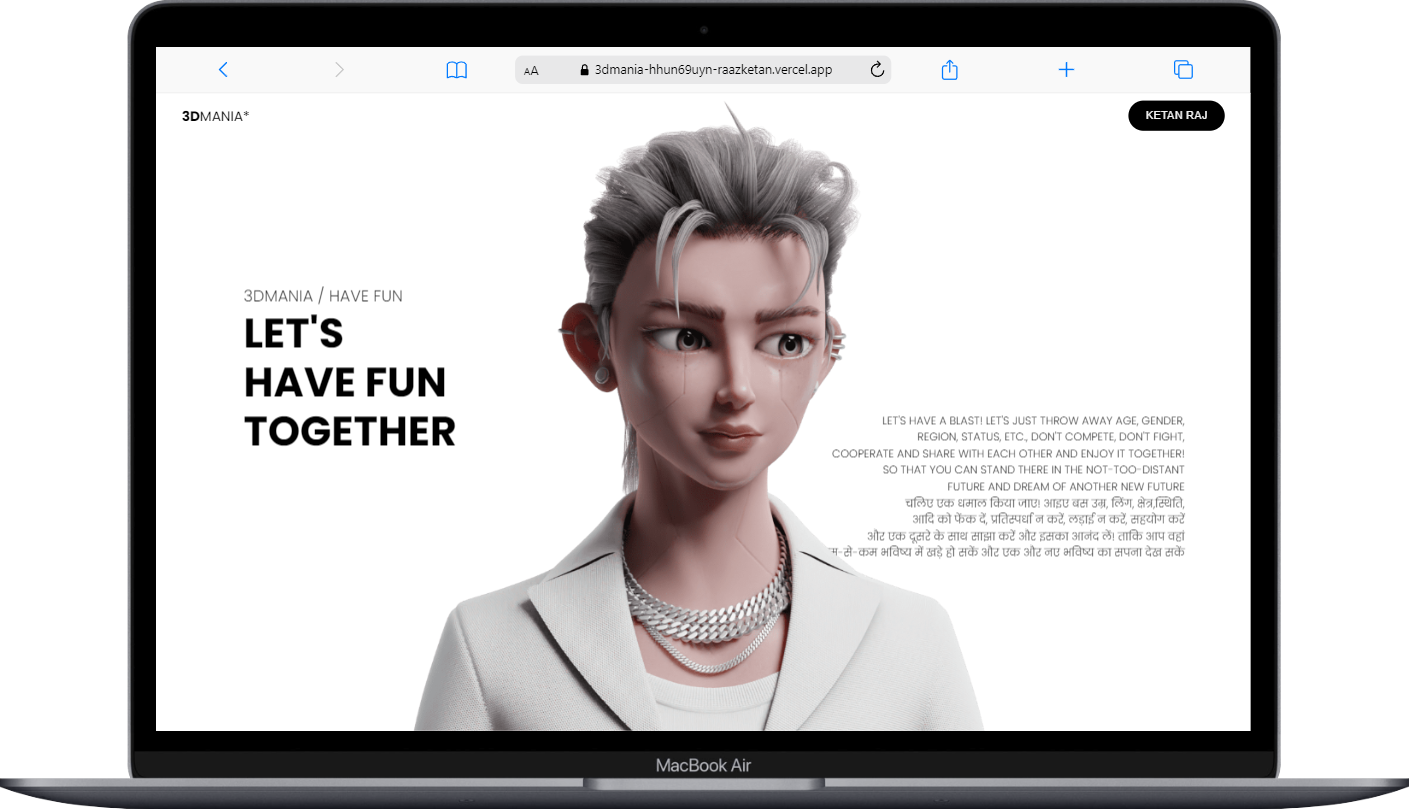 AA 3dmania-hhun69uyn-raazketan.vercel.app
3DMANIA*
KETAN RAJ
3DMANIA / HAVE FUN
LET'S
HAVE FUN
TOGETHER
LET'S HAVE A BLAST! LET'S JUST THROW AWAY AGE, GENDER,
REGION, STATUS, ETC., DON'T COMPETE, DON'T FIGHT,
COOPERATE AND SHARE WITH EACH OTHER AND ENJOY IT TOGETHER!
SO THAT YOU CAN STAND THERE IN THE NOT-TOO-DISTANT
FUTURE AND DREAM OF ANOTHER NEW FUTURE
चलिए एक धमाल किया जाए! आइए बस उम्र, लिंग, क्षेत्र,स्थिति,
आदि को फेंक दें, प्रतिस्पर्धा न करें, लड़ाई न करें, सहयोग करें
और एक दूसरे के साथ साझा करें और इसका आनंद लें! ताकि आप वहां
-से-कम भविष्य में खड़े हो सकें और एक और नए भविष्य का सपना देख सकें
MacBook Air